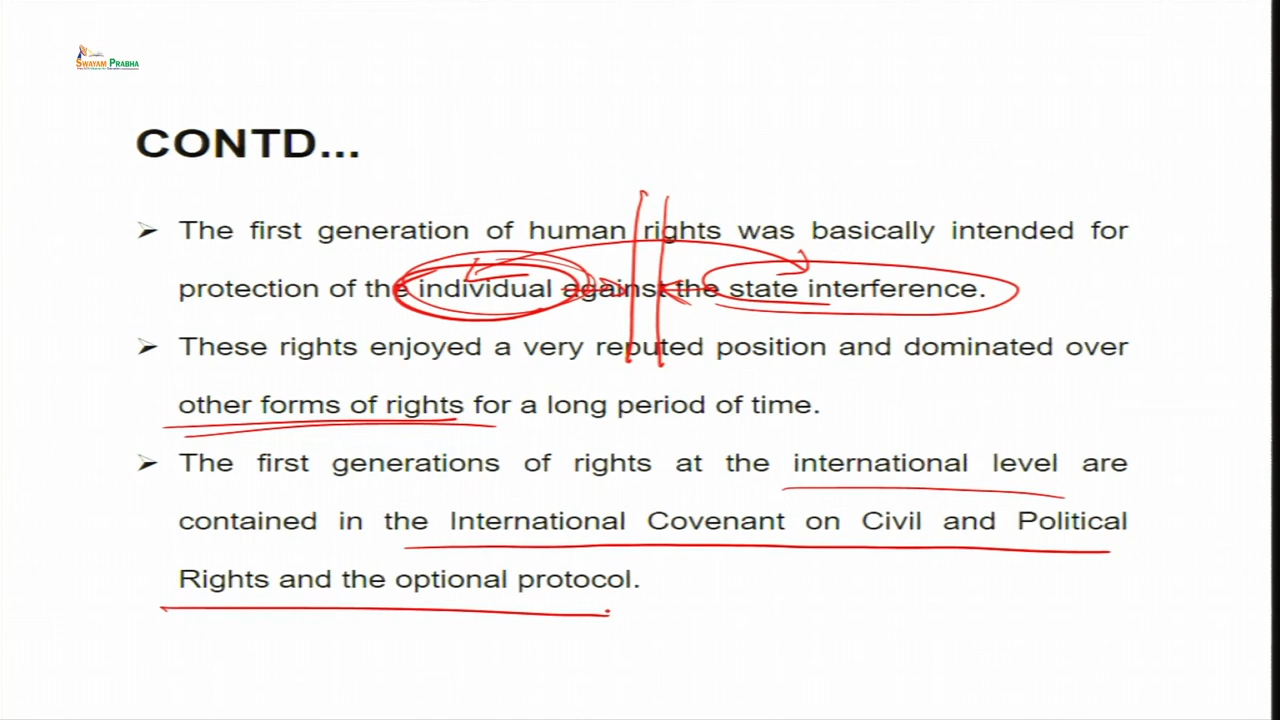 SWAYAM PRABHA
CONTD...
➢ The first generation of human rights was basically intended for
protection of the individual against the state interference.
➢ These rights enjoyed a very reputed position and dominated over
other forms of rights for a long period of time.
➢ The first generations of rights at the international level are
contained in the International Covenant on Civil and Political
Rights and the optional protocol.